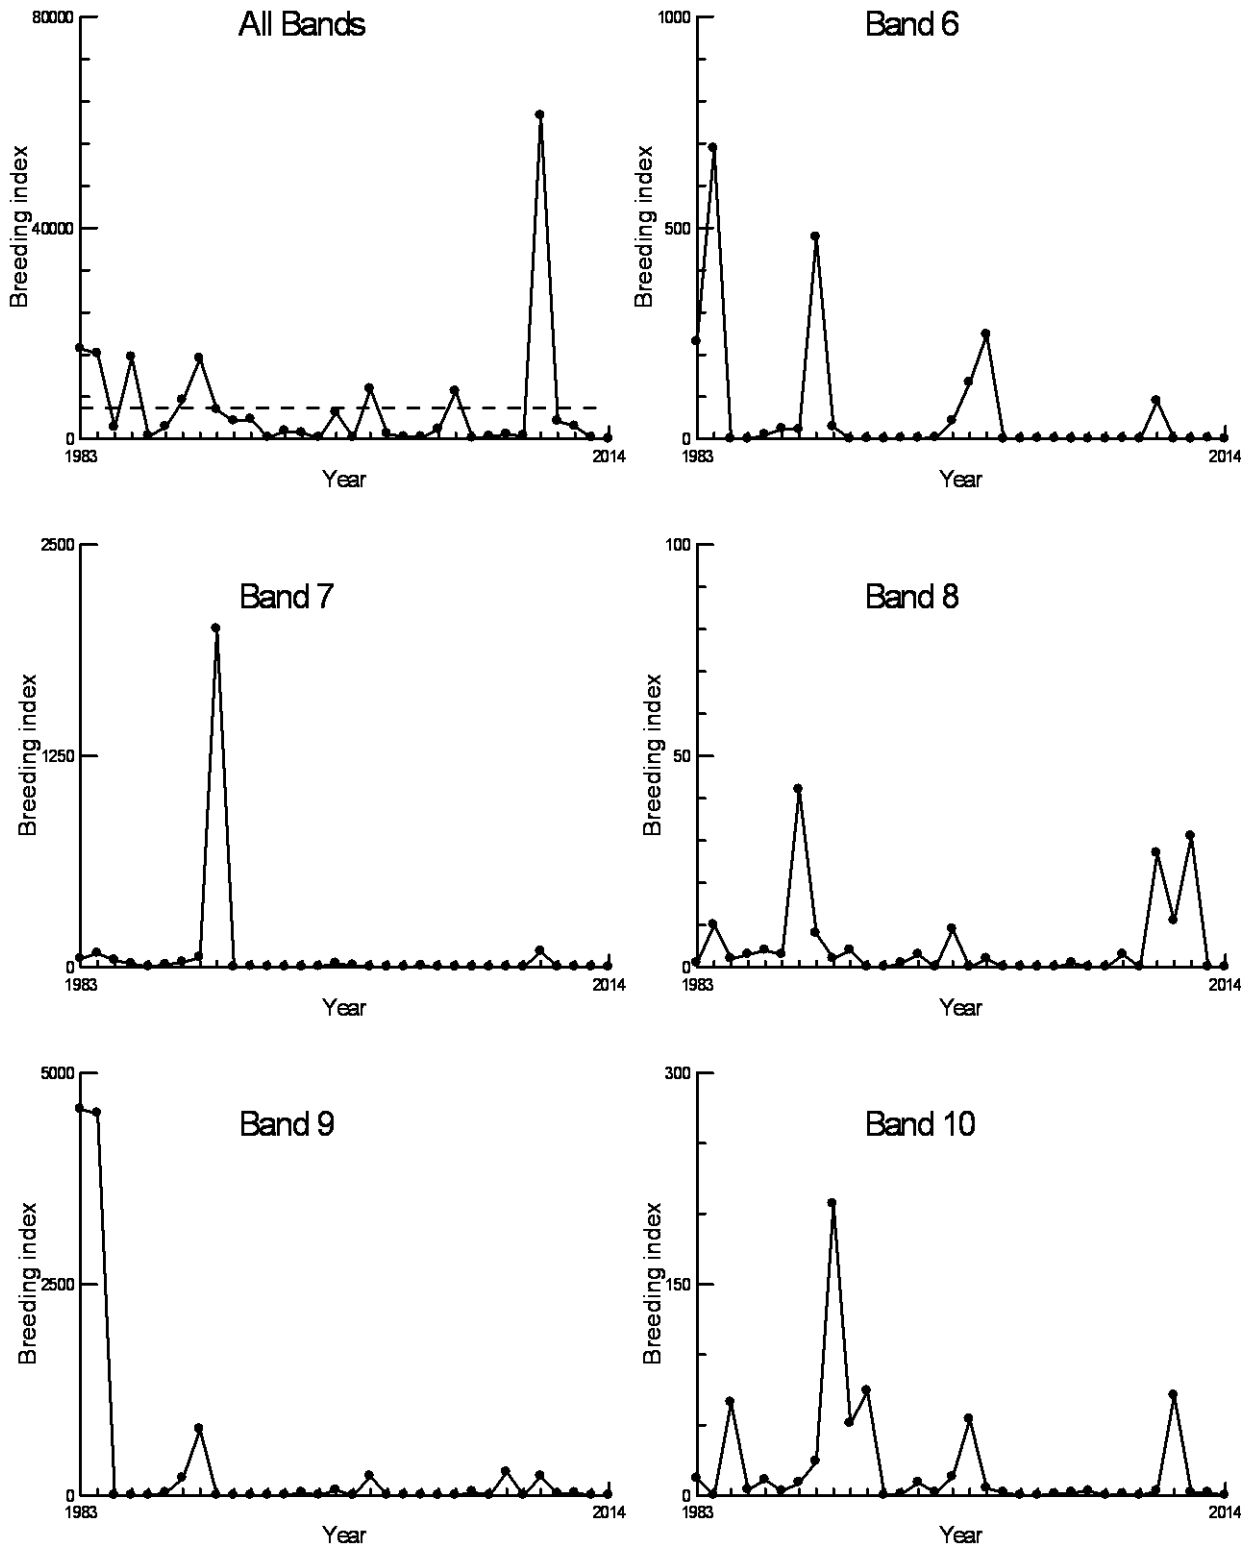 All Bands
80000
40000
0
Breeding index
1983
2014
Year
Band 6
1000
500
0
Breeding index
1983
2014
Year
Band 7
2500
1250
0
Breeding index
1983
2014
Year
Band 8
100
50
0
Breeding index
1983
2014
Year
Band 9
5000
2500
0
Breeding index
1983
2014
Year
Band 10
300
150
0
Breeding index
1983
2014
Year